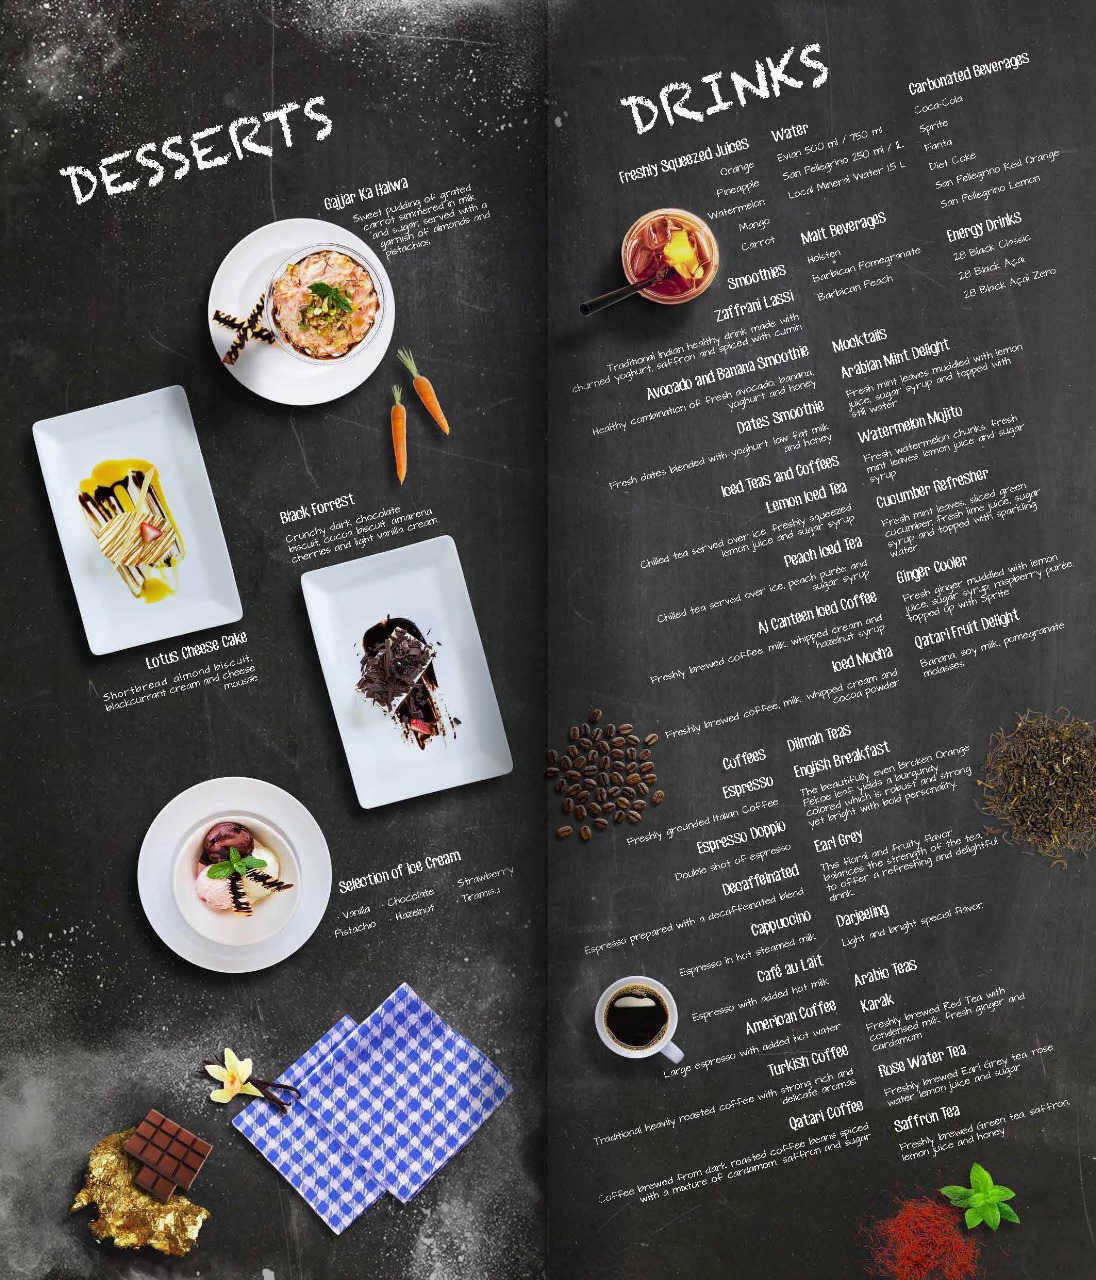 DESSERTS
Gajjar Ka Halwa
Sweet pudding of grated
carrot simmered in milk
and sugar, served with a
garnish of almonds and
pistachios
Black Forrest
Crunchy dark chocolate
biscuit, cocoa biscuit, amarena
cherries and light vanilla cream.
Lotus Cheese Cake
Shortbread almond biscuit,
blackcurrant cream and cheese
mousse
Selection of Ice Cream
· Vanilla · Chocolate · Strawberry
Pistachio · Hazelnut · Tiramisu
DRINKS
Freshly Squeezed Juices
Orange
Pineapple
Watermelon
Mango
Carrot
Smoothies
Zaffrani Lassi
Traditional Indian healthy drink made with
churned yoghurt, saffron and spiced with cumin
Avocado and Banana Smoothie
Healthy combination of fresh avocado, banana,
yoghurt and honey
Dates Smoothie
Fresh dates blended with yoghurt low fat milk
and honey
Iced Teas and Coffees
Lemon Iced Tea
Chilled tea served over ice, freshly squeezed
lemon juice and sugar syrup
Peach Iced Tea
Chilled tea served over ice, peach purée and
sugar syrup
Al Canteen Iced Coffee
Freshly brewed coffee, milk, whipped cream and
hazelnut syrup
Iced Mocha
Freshly brewed coffee, milk, whipped cream and
cocoa powder
Coffees
Espresso
Freshly grounded Italian Coffee
Espresso Doppio
Double shot of espresso
Decaffeinated
Espresso prepared with a decaffeinated blend
Cappuccino
Espresso in hot steamed milk
Café au Lait
Espresso with added hot milk
American Coffee
Large espresso with added hot water
Turkish Coffee
Traditional heavily roasted coffee with strong rich and
delicate aromas
Qatari Coffee
Coffee brewed from dark roasted coffee beans spiced
with a mixture of cardamom, saffron and sugar
Water
Evian 500 ml / 750 ml
San Pellegrino 250 ml / 1L
Local Mineral Water 1.5 L
Malt Beverages
Holsten
Barbican Pomegranate
Barbican Peach
Carbonated Beverages
Coca-Cola
Sprite
Fanta
Diet Coke
San Pellegrino Red Orange
San Pellegrino Lemon
Energy Drinks
28 Black Classic
28 Black Açai
28 Black Açai Zero
Mocktails
Arabian Mint Delight
Fresh mint leaves muddled with lemon
juice, sugar syrup and topped with
still water
Watermelon Mojito
Fresh watermelon chunks, fresh
mint leaves, lemon juice and sugar
syrup
Cucumber Refresher
Fresh mint leaves, sliced green
cucumber, fresh lime juice, sugar
syrup and topped with sparkling
water
Ginger Cooler
Fresh ginger muddled with lemon
juice, sugar syrup, raspberry purée,
topped up with Sprite
Qatari Fruit Delight
Banana, soy milk, pomegranate
molasses
Dilmah Teas
English Breakfast
The beautifully even Broken Orange
Pekoe leaf yields a burgundy
colored which is robust and strong
yet bright with bold personality.
Earl Grey
This floral and fruity flavor
balances the strength of the tea,
to offer a refreshing and delightful
drink.
Darjeeling
Light and bright special flavor.
Arabic Teas
Karak
Freshly brewed Red Tea with
condensed milk, fresh ginger and
cardamom
Rose Water Tea
Freshly brewed Earl Grey tea, rose
water lemon juice and sugar
Saffron Tea
Freshly brewed Green tea, saffron,
lemon juice and honey